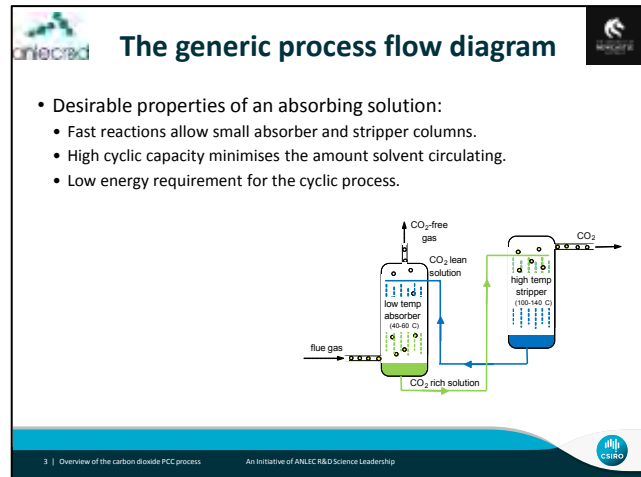 anlecr&d
The generic process flow diagram
• Desirable properties of an absorbing solution:
• Fast reactions allow small absorber and stripper columns.
• High cyclic capacity minimises the amount solvent circulating.
• Low energy requirement for the cyclic process.
CO₂-free
gas
CO₂
CO₂ lean
solution
high temp
stripper
(100-140 C)
low temp
absorber
(40-60 C)
flue gas
CO₂ rich solution
3 | Overview of the carbon dioxide PCC process
An Initiative of ANLEC R&D Science Leadership
CSIRO